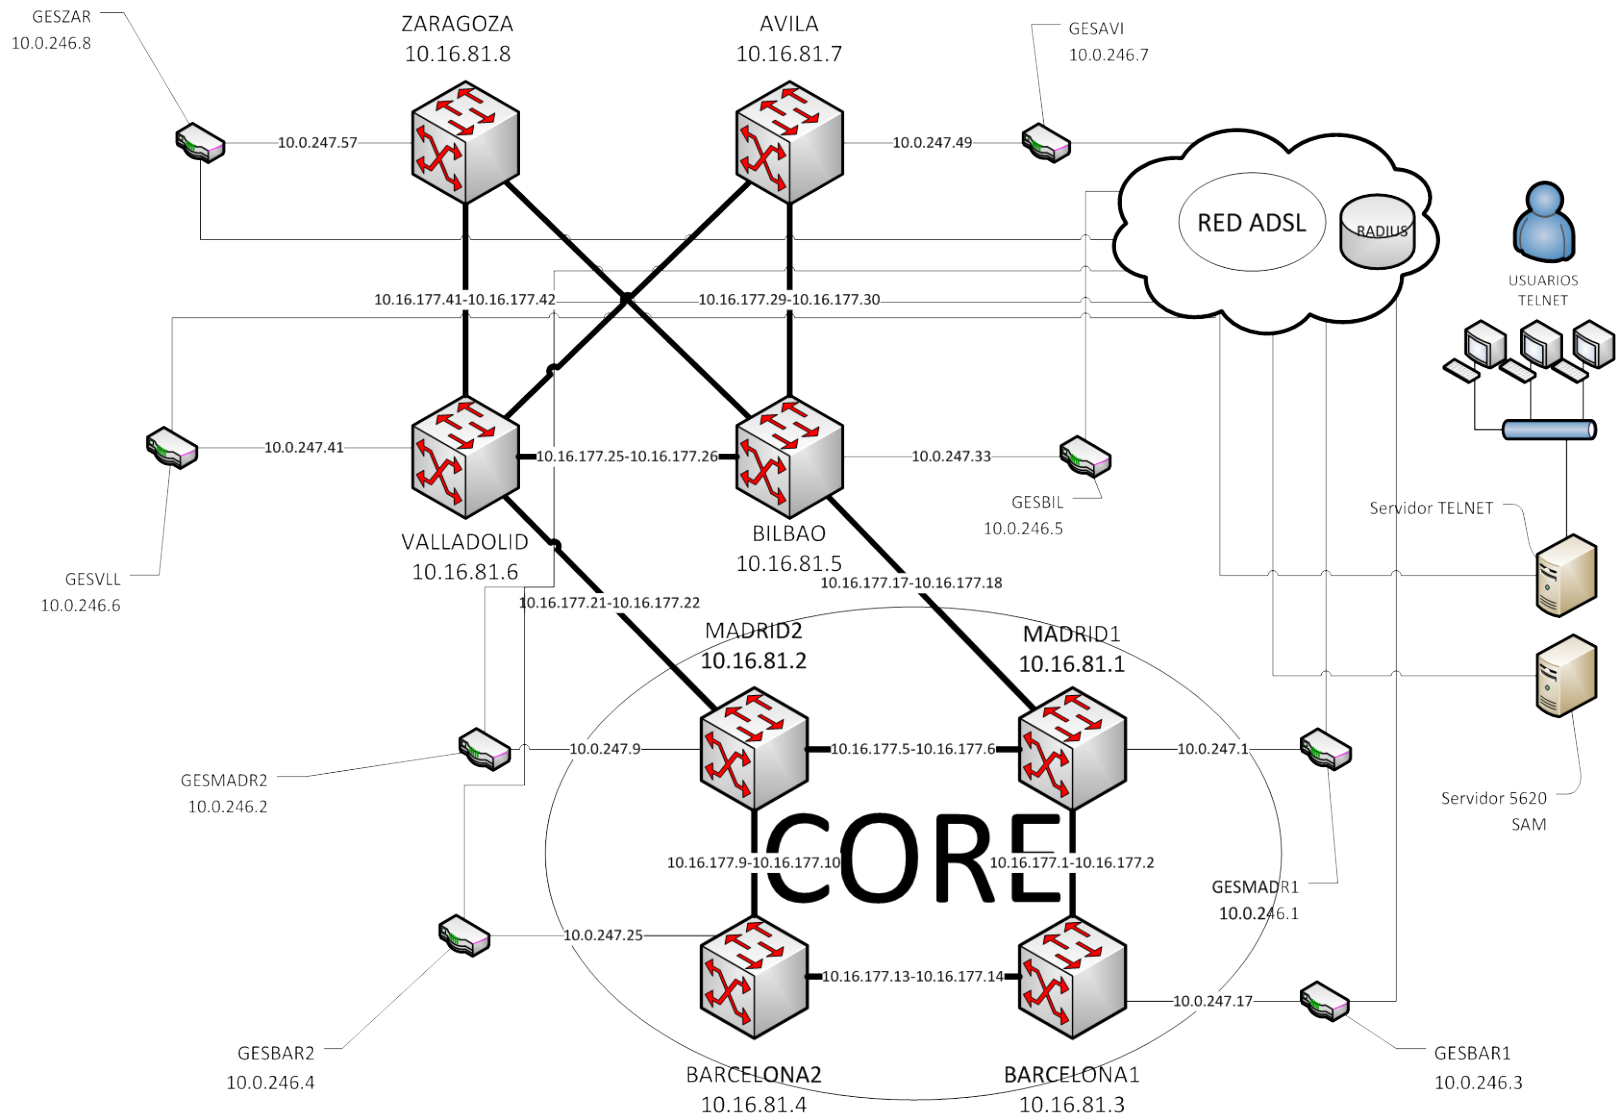 GESZAR
10.0.246.8
ZARAGOZA
10.16.81.8
AVILA
10.16.81.7
GESAVI
10.0.246.7
10.0.247.57
10.0.247.49
RED ADSL
RADIUS
USUARIOS
TELNET
10.16.177.41-10.16.177.42
10.16.177.29-10.16.177.30
10.0.247.41
10.16.177.25-10.16.177.26
10.0.247.33
GESBIL
10.0.246.5
Servidor TELNET
VALLADOLID
10.16.81.6
BILBAO
10.16.81.5
GESVLL
10.0.246.6
10.16.177.21-10.16.177.22
10.16.177.17-10.16.177.18
MADRID2
10.16.81.2
MADRID1
10.16.81.1
10.0.247.9
10.16.177.5-10.16.177.6
10.0.247.1
GESMADR2
10.0.246.2
Servidor 5620
SAM
CORE
10.16.177.9-10.16.177.10
10.16.177.1-10.16.177.2
GESMADR1
10.0.246.1
10.0.247.25
10.16.177.13-10.16.177.14
10.0.247.17
GESBAR2
10.0.246.4
GESBAR1
10.0.246.3
BARCELONA2
10.16.81.4
BARCELONA1
10.16.81.3